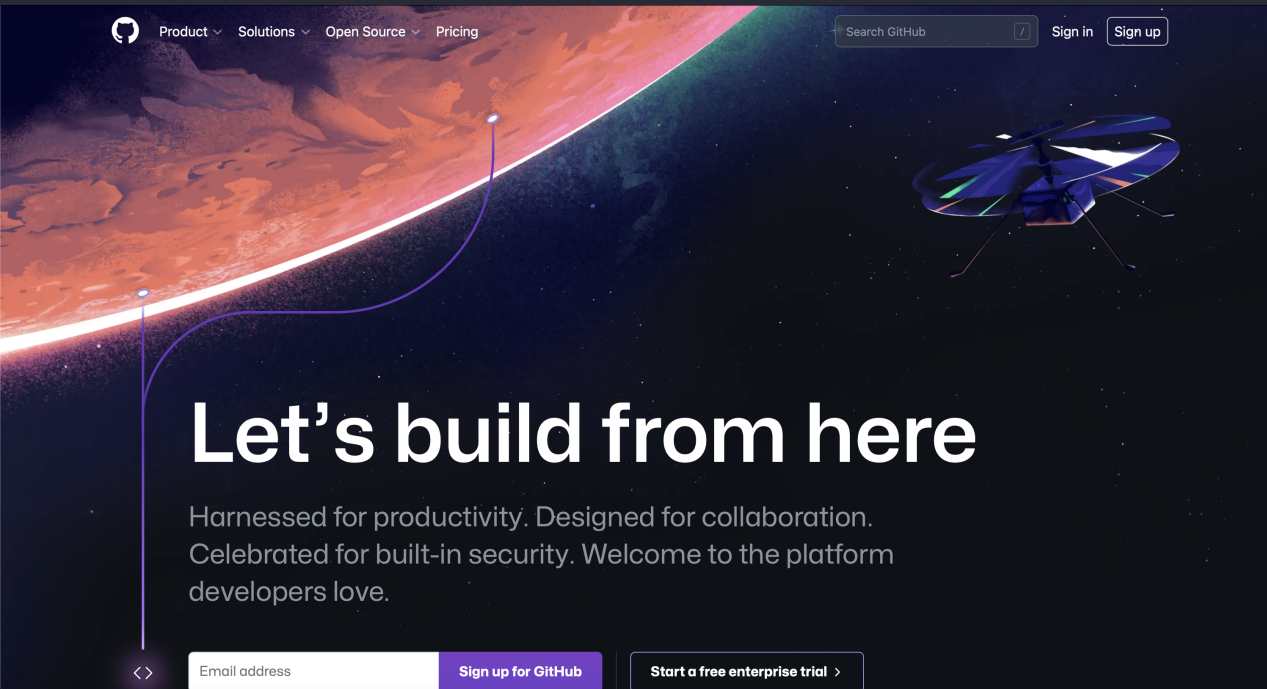 Product
Solutions
Open Source
Pricing
Search GitHub
/
Sign in
Sign up
Let’s build from here
Harnessed for productivity. Designed for collaboration.
Celebrated for built-in security. Welcome to the platform
developers love.
Email address
Sign up for GitHub
Start a free enterprise trial